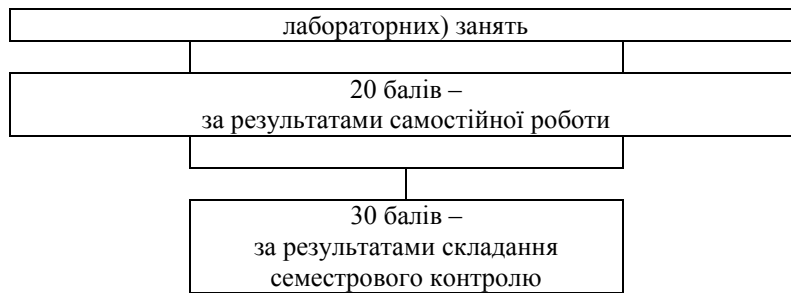 лабораторних) занять
20 балів –
за результатами самостійної роботи
30 балів –
за результатами складання
семестрового контролю